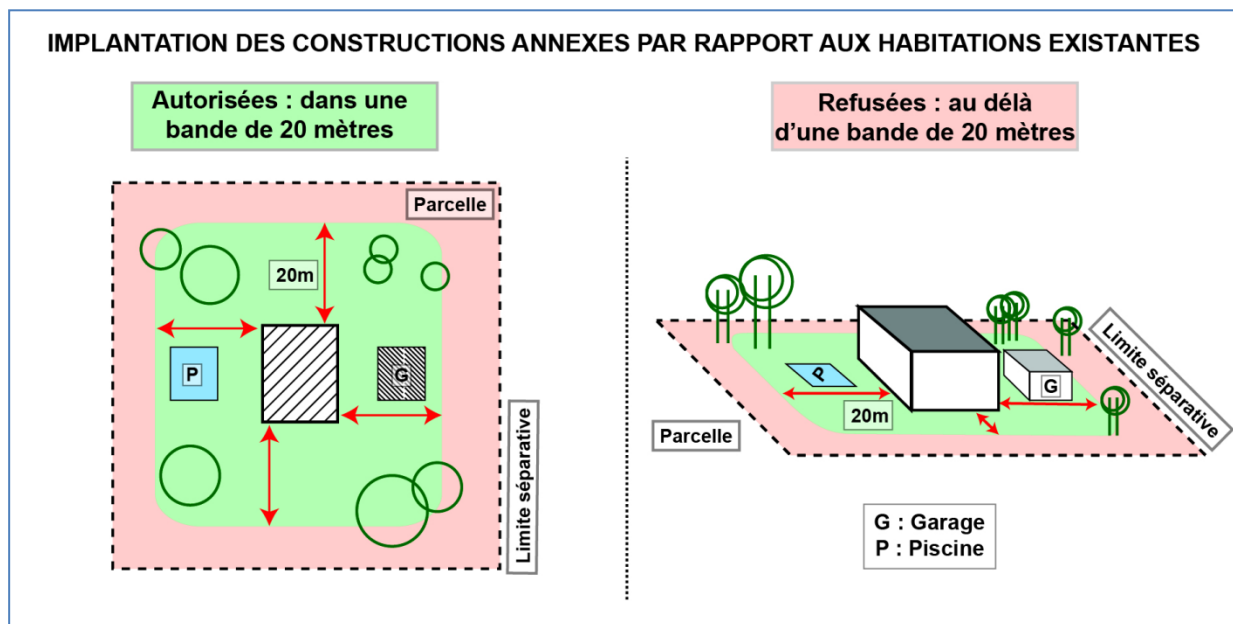 IMPLANTATION DES CONSTRUCTIONS ANNEXES PAR RAPPORT AUX HABITATIONS EXISTANTES
Autorisées : dans une
bande de 20 mètres
Parcelle
20m
P
G
Limite séparative
Refusées : au délà
d'une bande de 20 mètres
P
G
20m
Parcelle
Limite séparative
G : Garage
P : Piscine